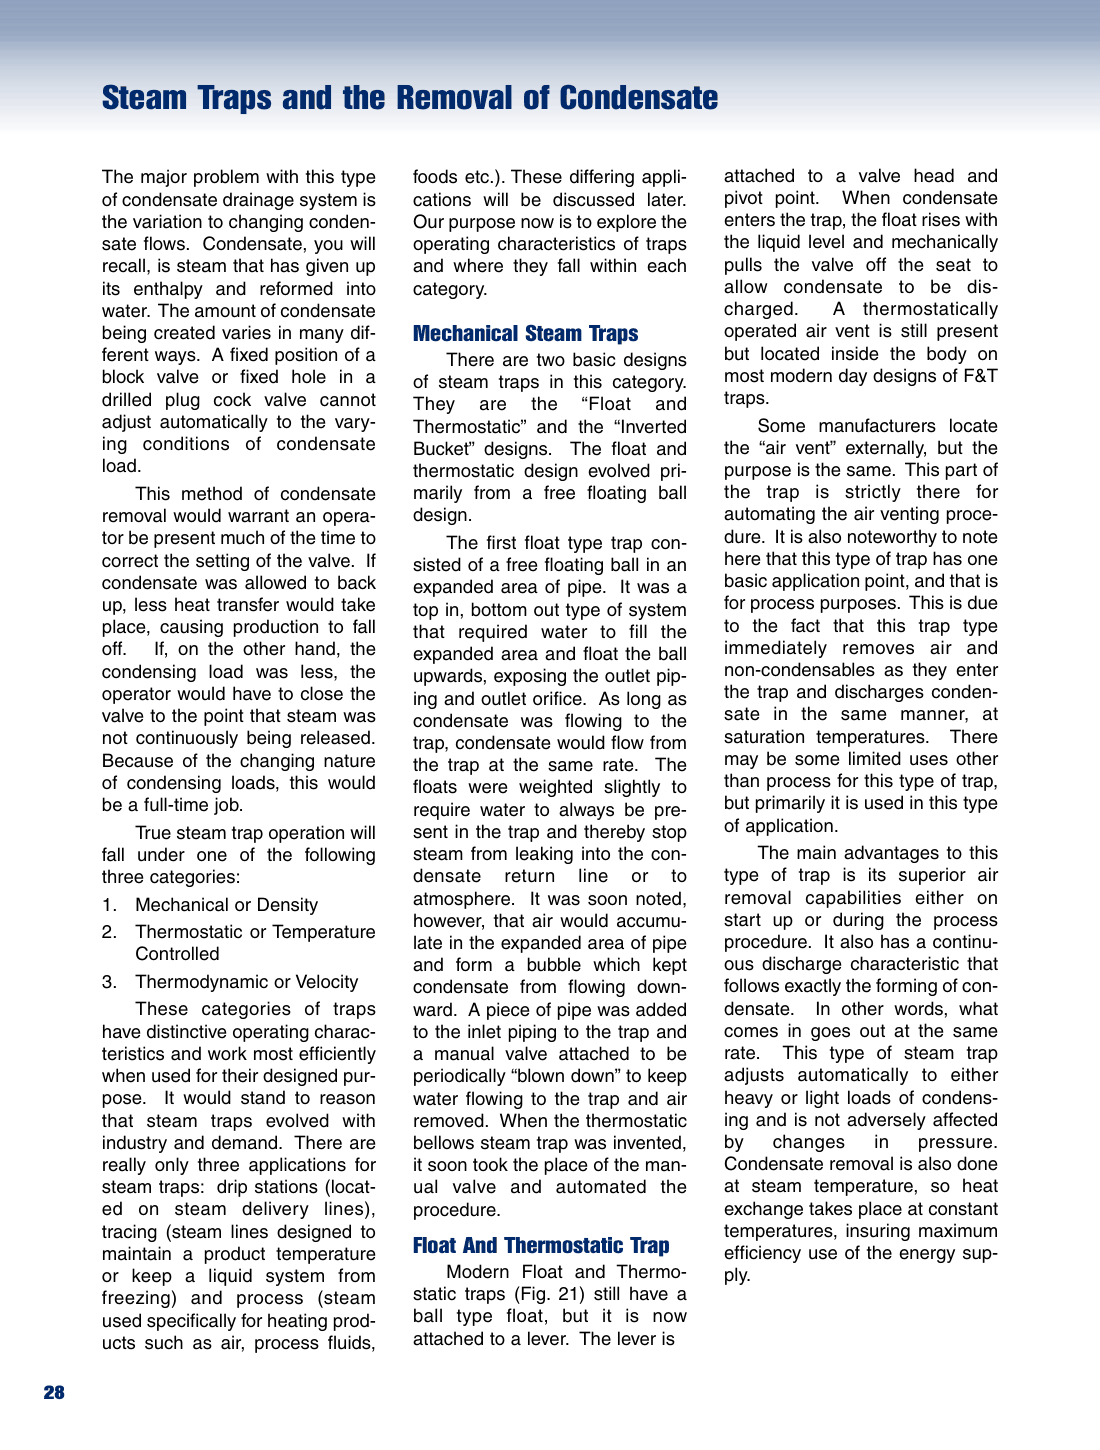 Steam Traps and the Removal of Condensate
The major problem with this type
of condensate drainage system is
the variation to changing conden-
sate flows. Condensate, you will
recall, is steam that has given up
its enthalpy and reformed into
water. The amount of condensate
being created varies in many dif-
ferent ways. A fixed position of a
block valve or fixed hole in a
drilled plug cock valve cannot
adjust automatically to the vary-
ing conditions of condensate
load.
This method of condensate
removal would warrant an opera-
tor be present much of the time to
correct the setting of the valve. If
condensate was allowed to back
up, less heat transfer would take
place, causing production to fall
off. If, on the other hand, the
condensing load was less, the
operator would have to close the
valve to the point that steam was
not continuously being released.
Because of the changing nature
of condensing loads, this would
be a full-time job.
True steam trap operation will
fall under one of the following
three categories:
1. Mechanical or Density
2. Thermostatic or Temperature
Controlled
3. Thermodynamic or Velocity
These categories of traps
have distinctive operating charac-
teristics and work most efficiently
when used for their designed pur-
pose. It would stand to reason
that steam traps evolved with
industry and demand. There are
really only three applications for
steam traps: drip stations (locat-
ed on steam delivery lines),
tracing (steam lines designed to
maintain a product temperature
or keep a liquid system from
freezing) and process (steam
used specifically for heating prod-
ucts such as air, process fluids,
foods etc.). These differing appli-
cations will be discussed later.
Our purpose now is to explore the
operating characteristics of traps
and where they fall within each
category.
Mechanical Steam Traps
There are two basic designs
of steam traps in this category.
They are the “Float and
Thermostatic” and the “Inverted
Bucket” designs. The float and
thermostatic design evolved pri-
marily from a free floating ball
design.
The first float type trap con-
sisted of a free floating ball in an
expanded area of pipe. It was a
top in, bottom out type of system
that required water to fill the
expanded area and float the ball
upwards, exposing the outlet pip-
ing and outlet orifice. As long as
condensate was flowing to the
trap, condensate would flow from
the trap at the same rate. The
floats were weighted slightly to
require water to always be pre-
sent in the trap and thereby stop
steam from leaking into the con-
densate return line or to
atmosphere. It was soon noted,
however, that air would accumu-
late in the expanded area of pipe
and form a bubble which kept
condensate from flowing down-
ward. A piece of pipe was added
to the inlet piping to the trap and
a manual valve attached to be
periodically “blown down” to keep
water flowing to the trap and air
removed. When the thermostatic
bellows steam trap was invented,
it soon took the place of the man-
ual valve and automated the
procedure.
Float And Thermostatic Trap
Modern Float and Thermo-
static traps (Fig. 21) still have a
ball type float, but it is now
attached to a lever. The lever is
attached to a valve head and
pivot point. When condensate
enters the trap, the float rises with
the liquid level and mechanically
pulls the valve off the seat to
allow condensate to be dis-
charged. A thermostatically
operated air vent is still present
but located inside the body on
most modern day designs of F&T
traps.
Some manufacturers locate
the “air vent” externally, but the
purpose is the same. This part of
the trap is strictly there for
automating the air venting proce-
dure. It is also noteworthy to note
here that this type of trap has one
basic application point, and that is
for process purposes. This is due
to the fact that this trap type
immediately removes air and
non-condensables as they enter
the trap and discharges conden-
sate in the same manner, at
saturation temperatures. There
may be some limited uses other
than process for this type of trap,
but primarily it is used in this type
of application.
The main advantages to this
type of trap is its superior air
removal capabilities either on
start up or during the process
procedure. It also has a continu-
ous discharge characteristic that
follows exactly the forming of con-
densate. In other words, what
comes in goes out at the same
rate. This type of steam trap
adjusts automatically to either
heavy or light loads of condens-
ing and is not adversely affected
by changes in pressure.
Condensate removal is also done
at steam temperature, so heat
exchange takes place at constant
temperatures, insuring maximum
efficiency use of the energy sup-
ply.
28